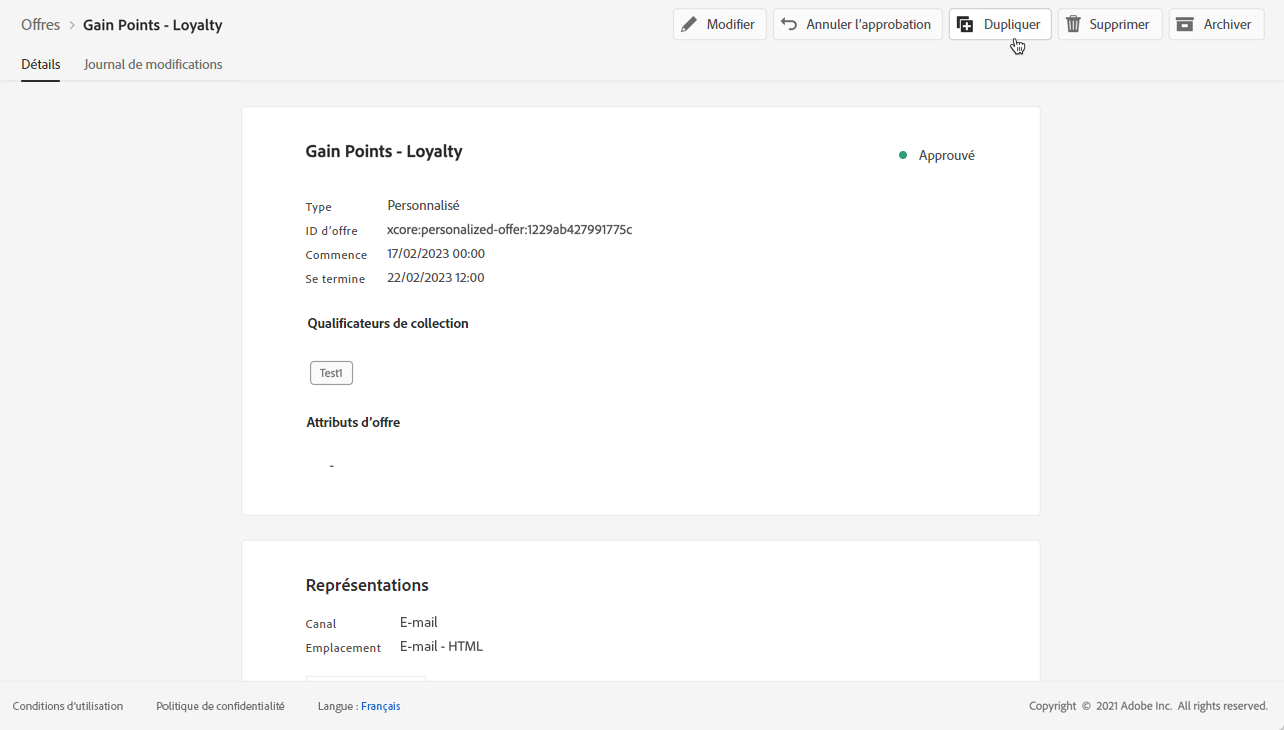 Offres > Gain Points - Loyalty
Modifier
Annuler l'approbation
Dupliquer
Supprimer
Archiver
Détails
Journal de modifications
Gain Points - Loyalty
Approuvé
Type Personnalisé
ID d'offre xcore:personalized-offer:1229ab427991775c
Commence 17/02/2023 00:00
Se termine 22/02/2023 12:00
Qualificateurs de collection
Test1
Attributs d'offre
-
Représentations
Canal E-mail
Emplacement E-mail - HTML
Conditions d'utilisation
Politique de confidentialité
Langue : Français
Copyright © 2021 Adobe Inc. All rights reserved.